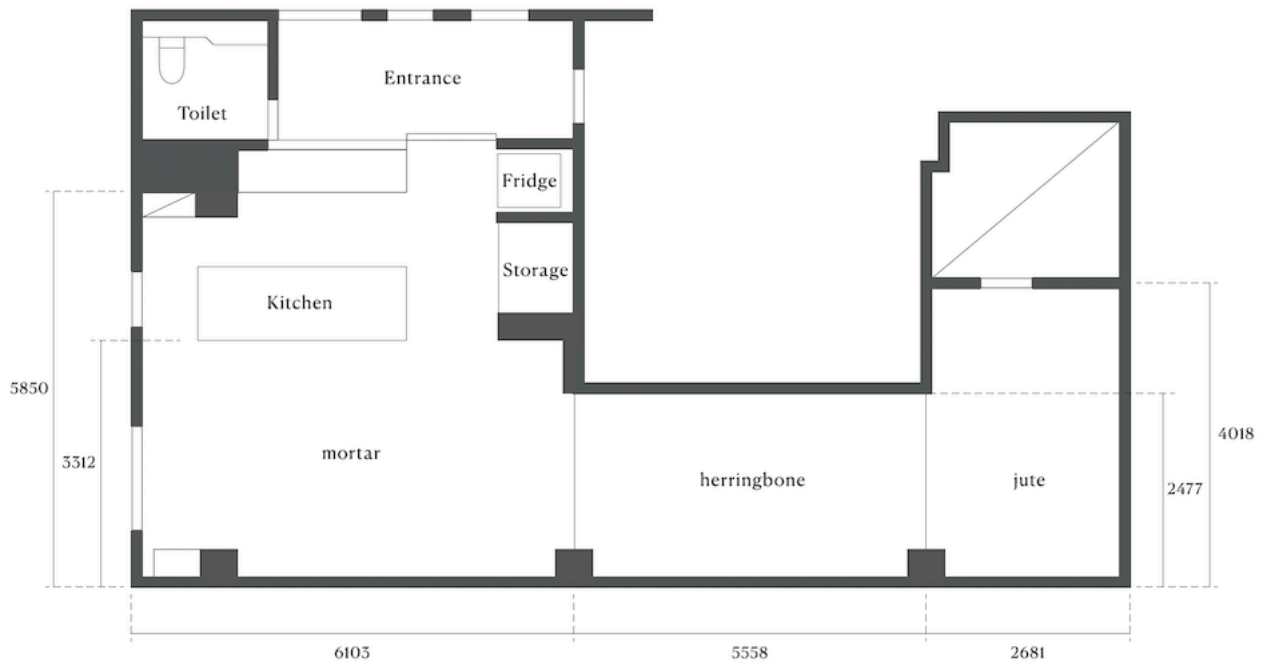 Entrance
Toilet
Fridge
Storage
Kitchen
5850
3312
mortar
herringbone
jute
4018
2477
6103
5558
2681